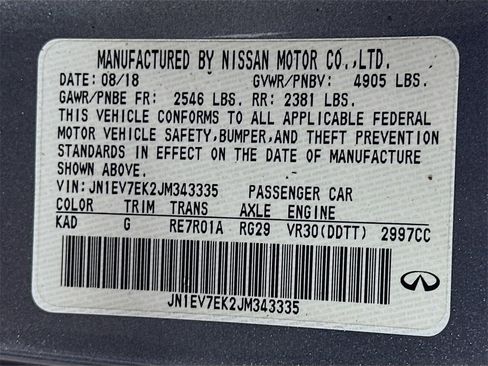 MANUFACTURED BY NISSAN MOTOR CO.,LTD.
DATE: 08/18 GVWR/PNBV: 4905 LBS.
GAWR/PNBE FR: 2546 LBS. RR: 2381 LBS.
THIS VEHICLE CONFORMS TO ALL APPLICABLE FEDERAL
MOTOR VEHICLE SAFETY,BUMPER,AND THEFT PREVENTION
STANDARDS IN EFFECT ON THE DATE OF MANUFACTURE
SHOWN ABOVE.
VIN: JN1EV7EK2JM343335 PASSENGER CAR
COLOR TRIM TRANS AXLE ENGINE
KAD G RE7R01A RG29 VR30(DDTT) 2997CC
JN1EV7EK2JM343335